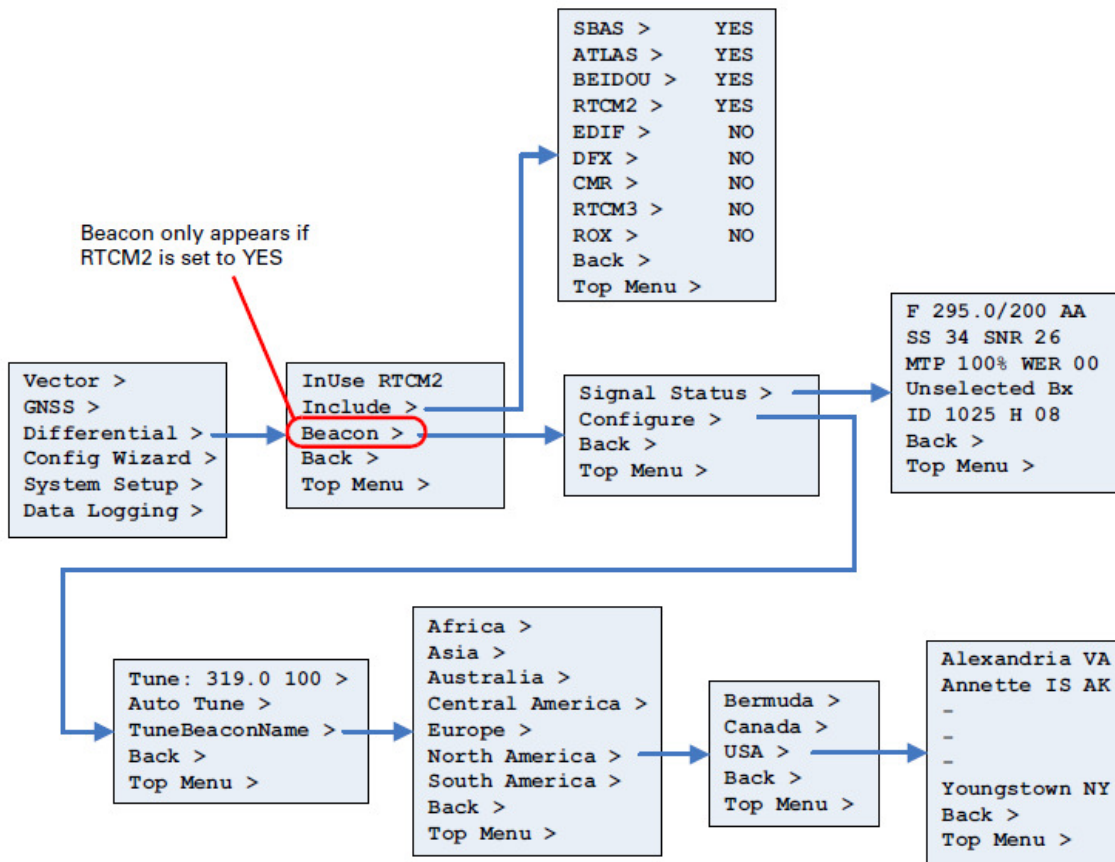 SBAS > YES
ATLAS > YES
BEIDOU > YES
RTCM2 > YES
EDIF > NO
DFX > NO
CMR > NO
RTCM3 > NO
ROX > NO
Back >
Top Menu >
Beacon only appears if
RTCM2 is set to YES
Vector >
GNSS >
Differential >
Config Wizard >
System Setup >
Data Logging >
InUse RTCM2
Include >
Beacon >
Back >
Top Menu >
Signal Status >
Configure >
Back >
Top Menu >
F 295.0/200 AA
SS 34 SNR 26
MTP 100% WER 00
Unselected Bx
ID 1025 H 08
Back >
Top Menu >
Tune: 319.0 100 >
Auto Tune >
TuneBeaconName >
Back >
Top Menu >
Africa >
Asia >
Australia >
Central America >
Europe >
North America >
South America >
Back >
Top Menu >
Bermuda >
Canada >
USA >
Back >
Top Menu >
Alexandria VA
Annette IS AK
-
-
-
Youngstown NY
Back >
Top Menu >